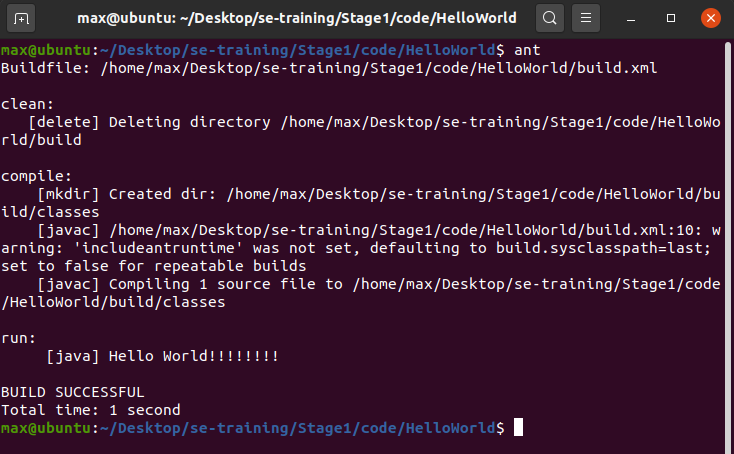 max@ubuntu: ~/Desktop/se-training/Stage1/code/HelloWorld
max@ubuntu:~/Desktop/se-training/Stage1/code/HelloWorld$ ant
Buildfile: /home/max/Desktop/se-training/Stage1/code/HelloWorld/build.xml
clean:
[delete] Deleting directory /home/max/Desktop/se-training/Stage1/code/HelloWo
rld/build
compile:
[mkdir] Created dir: /home/max/Desktop/se-training/Stage1/code/HelloWorld/bu
ild/classes
[javac] /home/max/Desktop/se-training/Stage1/code/HelloWorld/build.xml:10: w
arning: 'includeantruntime' was not set, defaulting to build.sysclasspath=last;
set to false for repeatable builds
[javac] Compiling 1 source file to /home/max/Desktop/se-training/Stage1/code
/HelloWorld/build/classes
run:
[java] Hello World!!!!!!!!
BUILD SUCCESSFUL
Total time: 1 second
max@ubuntu:~/Desktop/se-training/Stage1/code/HelloWorld$